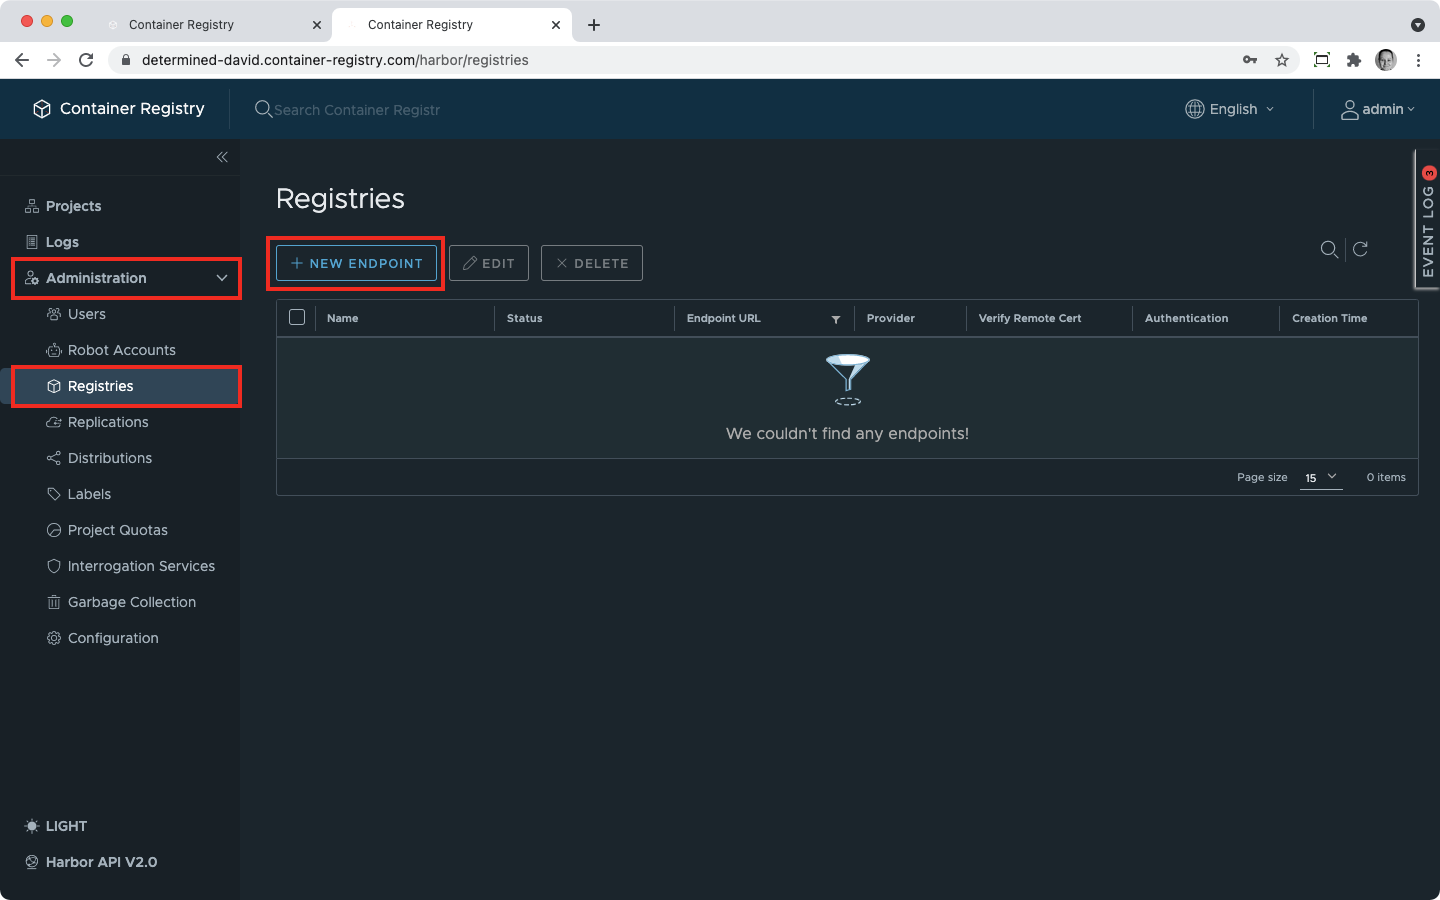 Container Registry
Container Registry
determined-david.container-registry.com/harbor/registries
Container Registry
Search Container Registr
English
admin
EVENT LOG 3
Projects
Logs
Administration
Users
Robot Accounts
Registries
Replications
Distributions
Labels
Project Quotas
Interrogation Services
Garbage Collection
Configuration
LIGHT
Harbor API V2.0
Registries
NEW ENDPOINT EDIT DELETE
Name Status Endpoint URL Provider Verify Remote Cert Authentication Creation Time
We couldn't find any endpoints!
Page size 15 0 items